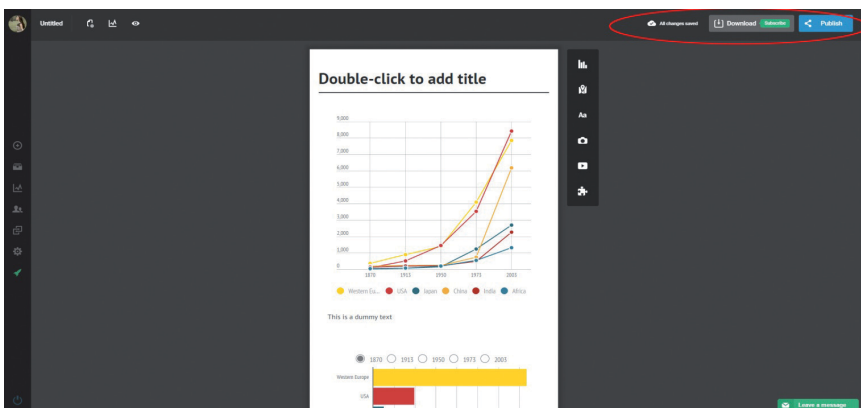 Untitled
All changes saved
Download Subscribe
Publish
Double-click to add title
Aa
9,000
8,000
7,000
6,000
5,000
4,000
3,000
2,000
1,000
0
1870 1913 1950 1973 2003
Western Eu... USA Japan China India Africa
This is a dummy text
1870 1913 1950 1973 2003
Western Europe
USA
Leave a message